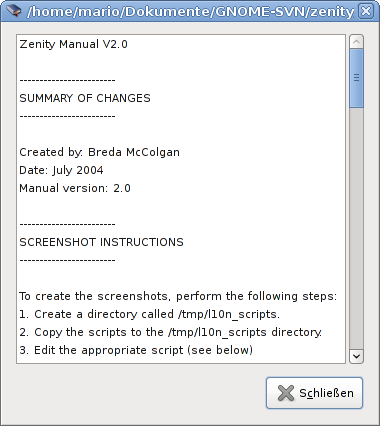 /home/mario/Dokumente/GNOME-SVN/zenity
Zenity Manual V2.0
------------------------
SUMMARY OF CHANGES
------------------------
Created by: Breda McColgan
Date: July 2004
Manual version: 2.0
------------------------
SCREENSHOT INSTRUCTIONS
------------------------
To create the screenshots, perform the following steps:
1. Create a directory called /tmp/l10n_scripts.
2. Copy the scripts to the /tmp/l10n_scripts directory.
3. Edit the appropriate script (see below)
Schließen